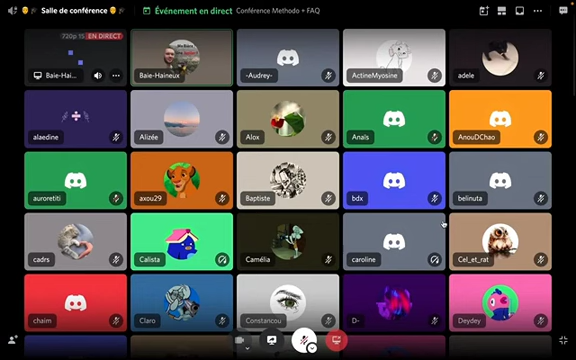 Salle de conférence
Événement en direct
Conférence Methodo + FAQ
720p
EN DIRECT
Baie-Hai...
Baie-Haineux
-Audrey-
ActineMyosine
adele
alaedine
Alizée
Alox
Anaïs
AnouDChao
auroretiti
axou29
Baptiste
bdx
belinuta
cadrs
Calista
Camélia
caroline
Cel_et_rat
chaim
Claro
Constancou
D-
Deydey